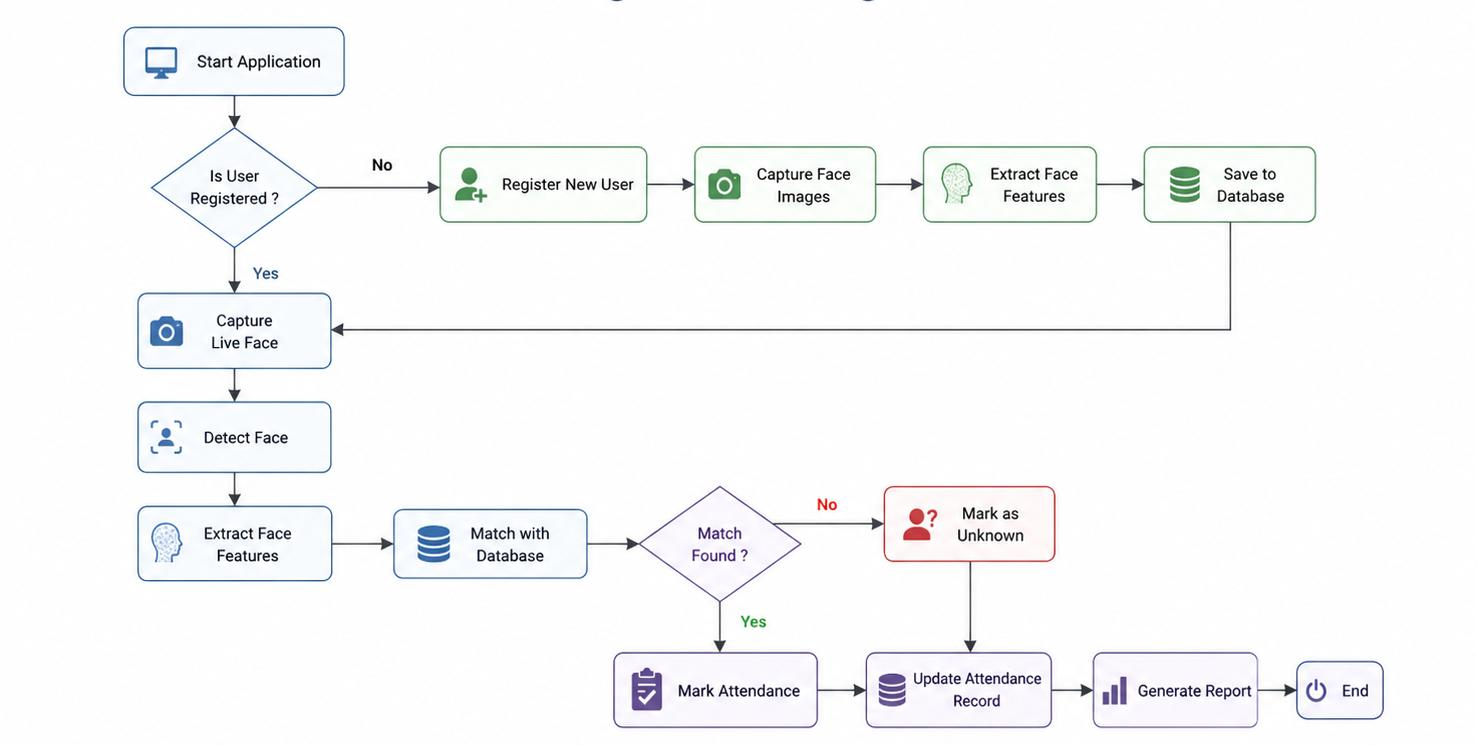 Start Application
Is User
Registered ?
No
Register New User
Capture Face
Images
Extract Face
Features
Save to
Database
Yes
Capture
Live Face
Detect Face
Extract Face
Features
Match with
Database
Match
Found ?
No
Mark as
Unknown
Yes
Mark Attendance
Update Attendance
Record
Generate Report
End